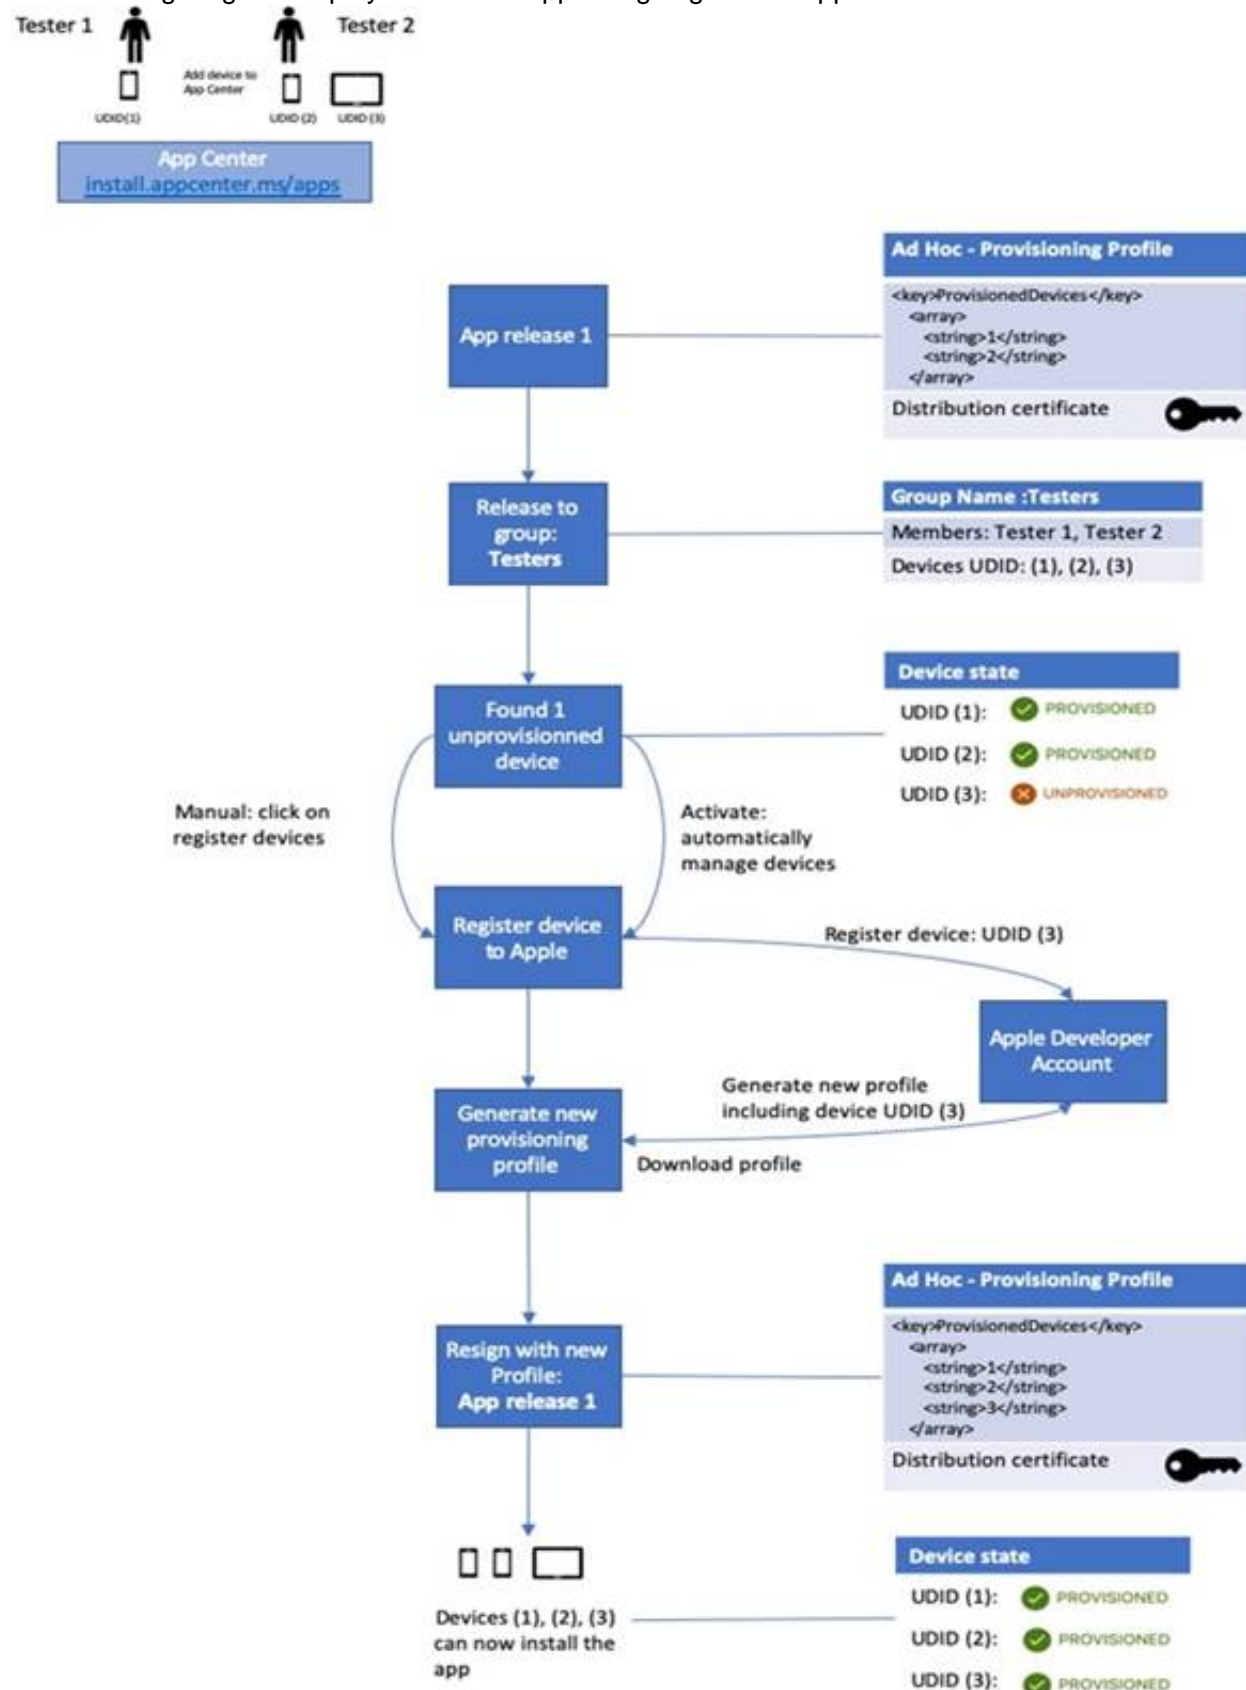 Tester 1
Tester 2
Add device to
App Center
UDID(1)
UDID (2)
UDID (3)
App Center
install.appcenter.ms/apps
Ad Hoc - Provisioning Profile
<key>ProvisionedDevices</key>
<array>
<string>1</string>
<string>2</string>
</array>
Distribution certificate
App release 1
Release to
group:
Testers
Group Name :Testers
Members: Tester 1, Tester 2
Devices UDID: (1), (2), (3)
Found 1
unprovisionned
device
Device state
UDID (1): PROVISIONED
UDID (2): PROVISIONED
UDID (3): UNPROVISIONED
Manual: click on
register devices
Activate:
automatically
manage devices
Register device
to Apple
Register device: UDID (3)
Apple Developer
Account
Generate new profile
including device UDID (3)
Generate new
provisioning
profile
Download profile
Ad Hoc - Provisioning Profile
<key>ProvisionedDevices</key>
<array>
<string>1</string>
<string>2</string>
<string>3</string>
</array>
Distribution certificate
Resign with new
Profile:
App release 1
Devices (1), (2), (3)
can now install the
app
Device state
UDID (1): PROVISIONED
UDID (2): PROVISIONED
UDID (3): PROVISIONED